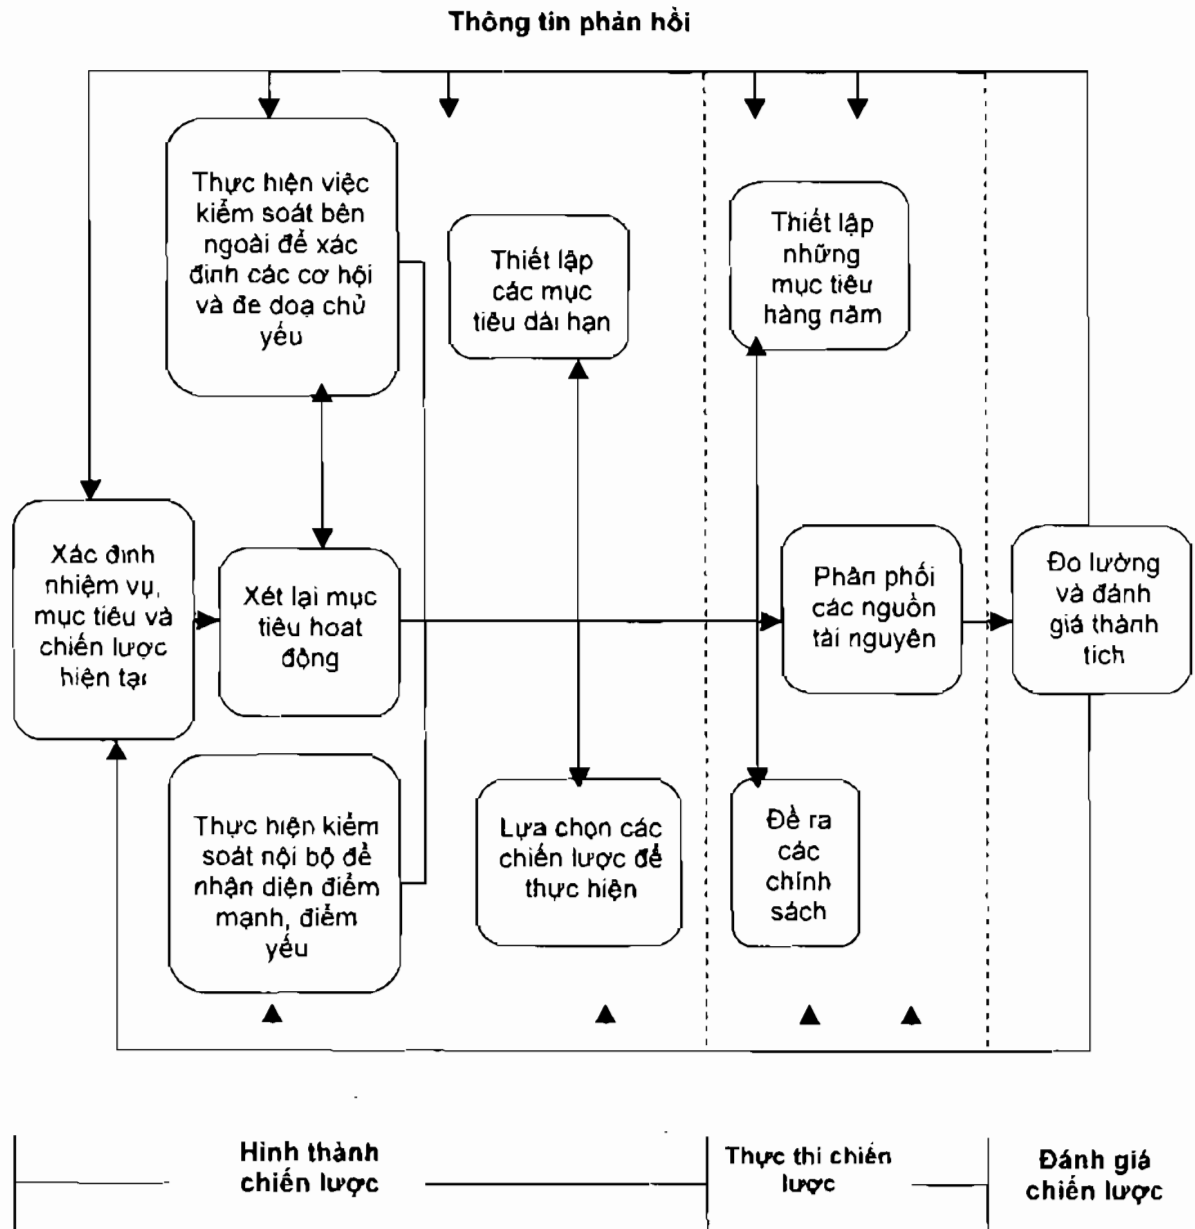 Thông tin phản hồi
Thực hiện việc
kiểm soát bên
ngoài để xác
định các cơ hội
và đe doạ chủ
yếu
Thiết lập
các mục
tiêu dài hạn
Thiết lập
những
mục tiêu
hàng năm
Xác định
nhiệm vụ,
mục tiêu và
chiến lược
hiện tại
Xét lại mục
tiêu hoat
động
Phân phối
các nguồn
tài nguyên
Đo lường
và đánh
giá thành
tích
Thực hiện kiểm
soát nội bộ để
nhận diện điểm
mạnh, điểm
yếu
Lựa chọn các
chiến lược để
thực hiện
Đề ra
các
chính
sách
Hình thành
chiến lược
Thực thi chiến
lược
Đánh giá
chiến lược